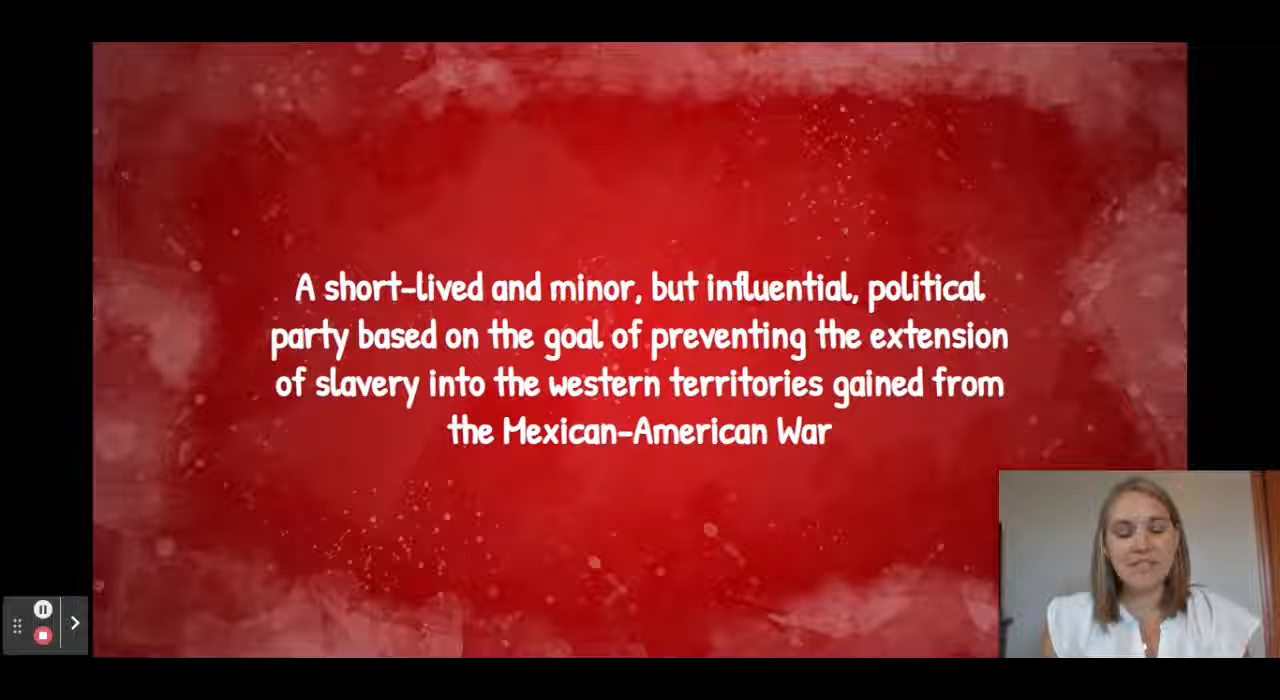 A short-lived and minor, but influential, political
party based on the goal of preventing the extension
of slavery into the western territories gained from
the Mexican-American War